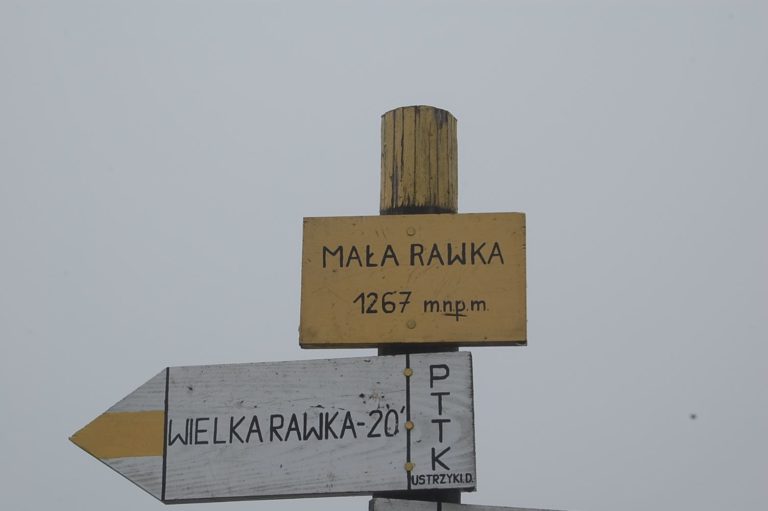 MAŁA RAWKA
1267 m.n.p.m.
WIELKA RAWKA-20'
PTTK
USTRZYKI.D.